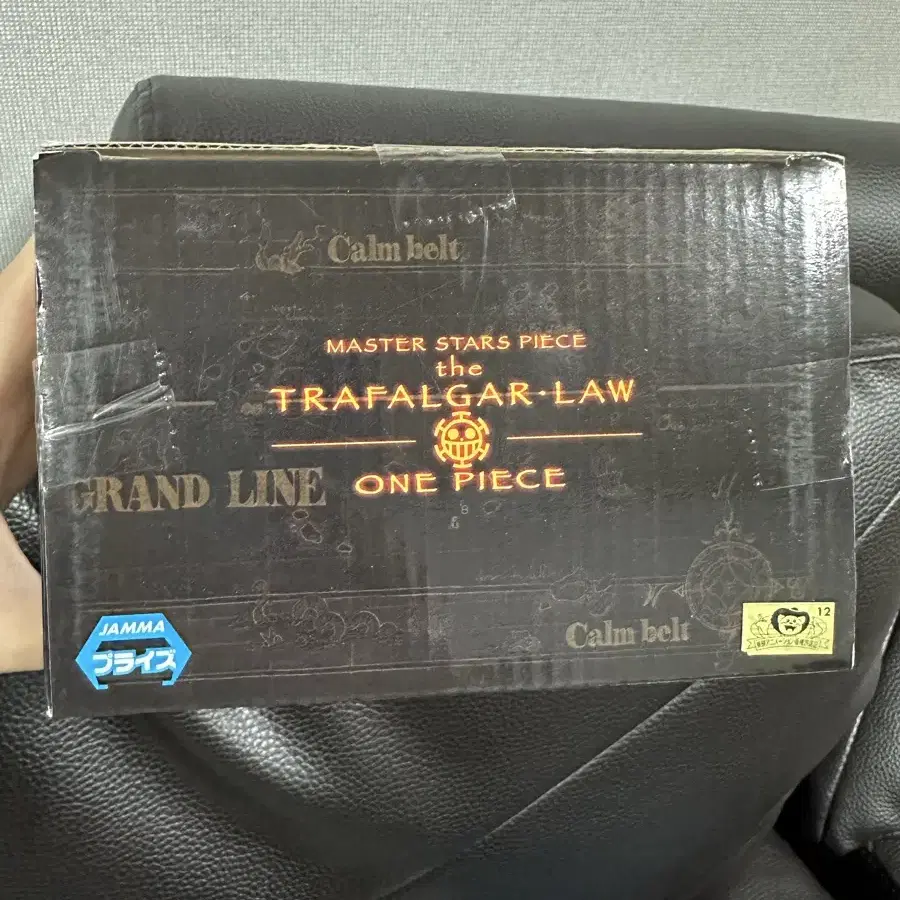 Calm belt
MASTER STARS PIECE
the
TRAFALGAR・LAW
GRAND LINE
ONE PIECE
N
W
Calm belt
JAMMA
プライズ
12